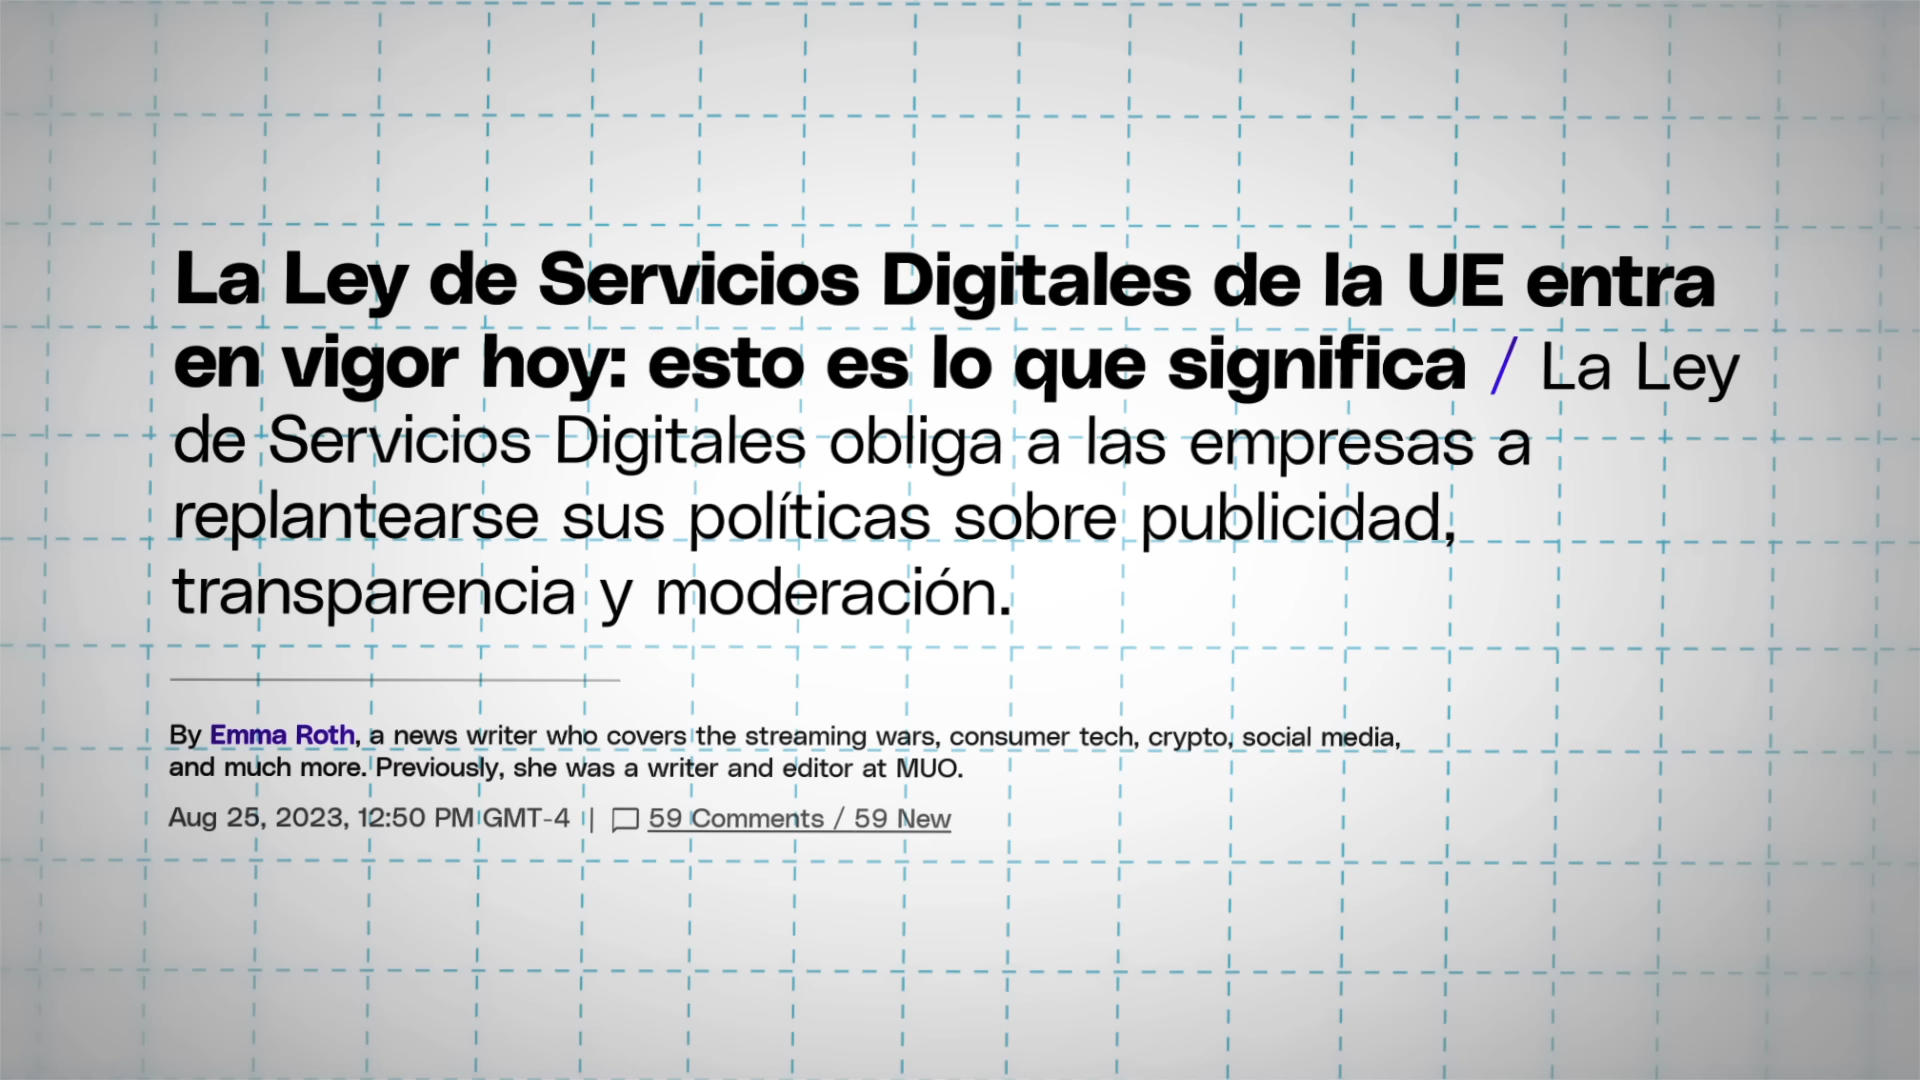 La Ley de Servicios Digitales de la UE entra
en vigor hoy: esto es lo que significa / La Ley
de Servicios Digitales obliga a las empresas a
replantearse sus políticas sobre publicidad,
transparencia y moderación.
By Emma Roth, a news writer who covers the streaming wars, consumer tech, crypto, social media,
and much more. Previously, she was a writer and editor at MUO.
Aug 25, 2023, 12:50 PM GMT-4 | 59 Comments / 59 New